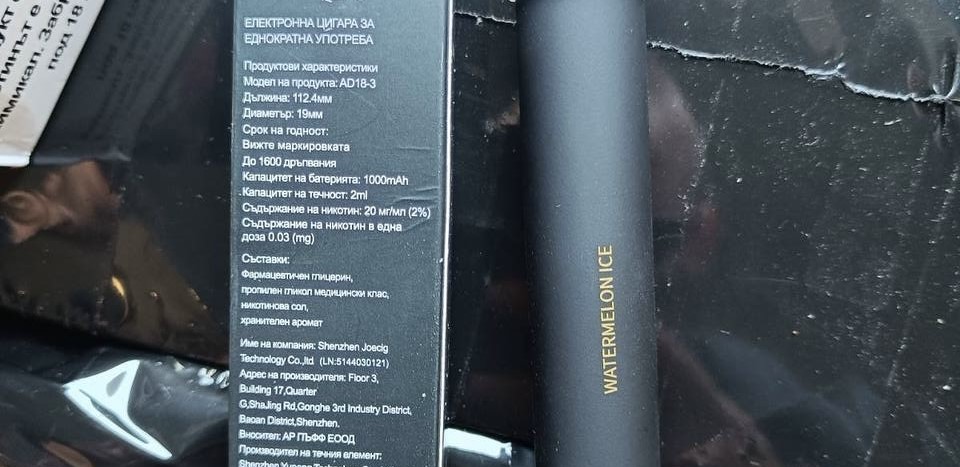 ЕЛЕКТРОННА ЦИГАРА ЗА
ЕДНОКРАТНА УПОТРЕБА
Продуктови характеристики
Модел на продукта: AD18-3
Дължина: 112.4мм
Диаметър: 19мм
Срок на годност:
Вижте маркировката
До 1600 дръпвания
Капацитет на батерията: 1000mAh
Капацитет на течност: 2ml
Съдържание на никотин: 20 мг/мл (2%)
Съдържание на никотин в една
доза 0.03 (mg)
Съставки:
Фармацевтичен глицерин,
пропилен гликол медицински клас,
никотинова сол,
хранителен аромат
Име на компания: Shenzhen Joecig
Technology Co.,ltd (LN:5144030121)
Адрес на производителя: Floor 3,
Building 17,Quarter
G,ShaJing Rd,Gonghe 3rd Industry District,
Baoan District,Shenzhen.
Вносител: АР ПЪФФ ЕООД
Производител на течния елемент:
Shenzhen
WATERMELON ICE
под 18